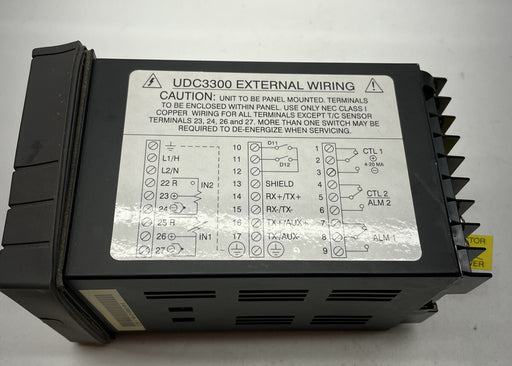 UDC3300 EXTERNAL WIRING
CAUTION: UNIT TO BE PANEL MOUNTED. TERMINALS
TO BE ENCLOSED WITHIN PANEL. USE ONLY NEC CLASS I
COPPER WIRING FOR ALL TERMINALS EXCEPT T/C SENSOR
TERMINALS 23, 24, 26 and 27. MORE THAN ONE SWITCH MAY BE
REQUIRED TO DE-ENERGIZE WHEN SERVICING.
L1/H
L2/N
22 R
23 +
24 -
IN2
25 R
26 +
27 -
IN1
10
11
12
DI1
DI2
13 SHIELD
14 RX+/TX+
15 RX-/TX-
TX+/AUX+
17 TX-/AUX-
1
2
3
CTL 1
+
4-20 MA
-
4
5
6
CTL 2
ALM 2
7
8
9
ALM 1